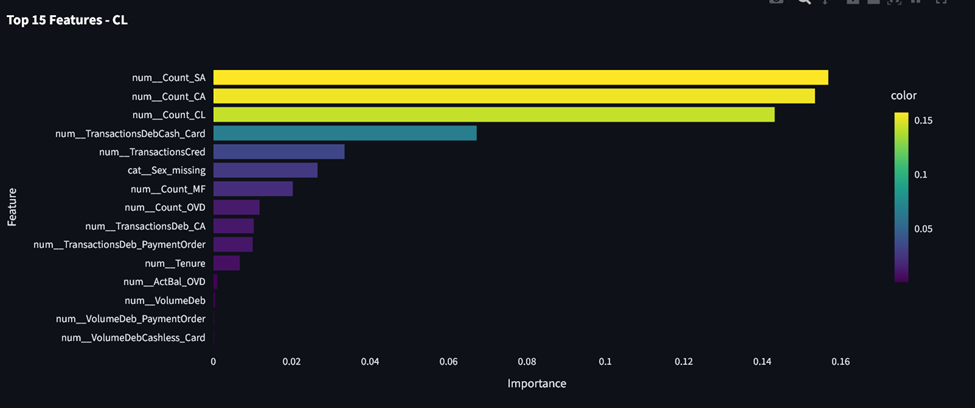 Top 15 Features - CL
num__Count_SA
num__Count_CA
num__Count_CL
num__TransactionsDebCash_Card
num__TransactionsCred
cat__Sex_missing
num__Count_MF
num__Count_OVD
num__TransactionsDeb_CA
num__TransactionsDeb_PaymentOrder
num__Tenure
num__ActBal_OVD
num__VolumeDeb
num__VolumeDeb_PaymentOrder
num__VolumeDebCashless_Card
Feature
0 0.02 0.04 0.06 0.08 0.1 0.12 0.14 0.16
Importance
color
0.15
0.1
0.05